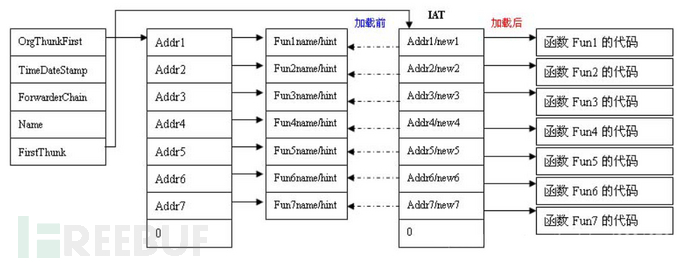 加载前
IAT
加载后
OrgThunkFirst
TimeDateStamp
ForwarderChain
Name
FirstThunk
Addr1
Addr2
Addr3
Addr4
Addr5
Addr6
Addr7
0
Fun1name/hint
Fun2name/hint
Fun3name/hint
Fun4name/hint
Fun5name/hint
Fun6name/hint
Fun7name/hint
Addr1/new1
Addr2/new2
Addr3/new3
Addr4/new4
Addr5/new5
Addr6/new6
Addr7/new7
0
函数 Fun1 的代码
函数 Fun2 的代码
函数 Fun3 的代码
函数 Fun4 的代码
函数 Fun5 的代码
函数 Fun6 的代码
函数 Fun7 的代码
FREEBUF